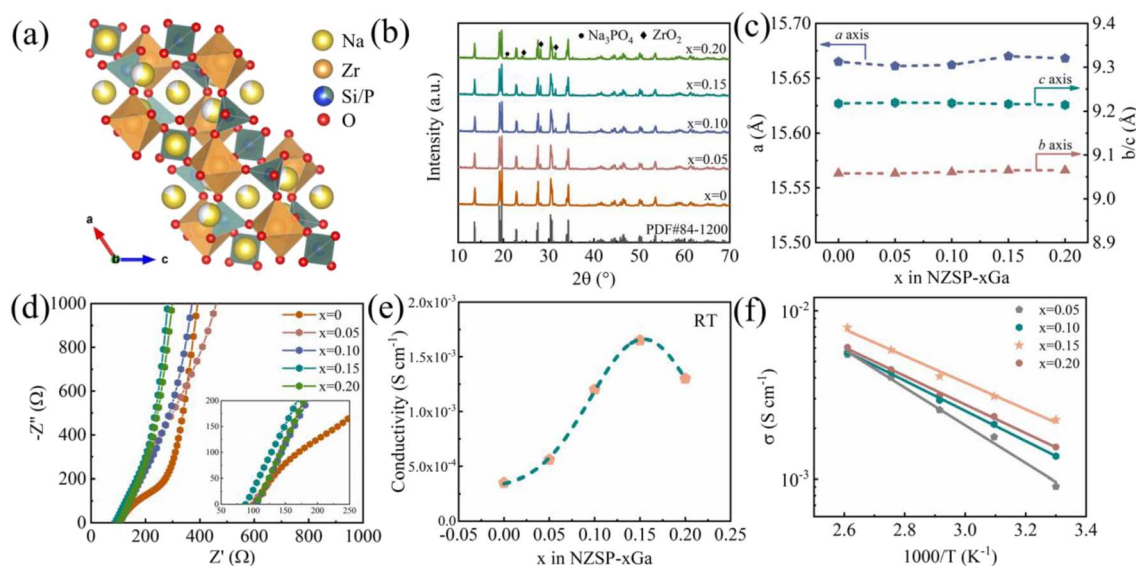 (a)
Na
Zr
Si/P
O
a
b
c
(b)
Intensity (a.u.)
● Na₃PO₄ ◆ ZrO₂
x=0.20
x=0.15
x=0.10
x=0.05
x=0
PDF#84-1200
10 20 30 40 50 60 70
2θ (°)
(c)
15.70
15.65
15.60
15.55
15.50
a (Å)
a axis
c axis
b axis
9.4
9.3
9.2
9.1
9.0
8.9
b/c (Å)
0.00 0.05 0.10 0.15 0.20
x in NZSP-xGa
(d)
1000
800
600
400
200
0
-Z'' (Ω)
x=0
x=0.05
x=0.10
x=0.15
x=0.20
200
150
100
50
0
50 100 150 200 250
0 200 400 600 800 1000
Z' (Ω)
(e)
RT
2.0x10⁻³
1.5x10⁻³
1.0x10⁻³
5.0x10⁻⁴
0.0
Conductivity (S cm⁻¹)
-0.05 0.00 0.05 0.10 0.15 0.20 0.25
x in NZSP-xGa
(f)
10⁻²
10⁻³
σ (S cm⁻¹)
x=0.05
x=0.10
x=0.15
x=0.20
2.6 2.8 3.0 3.2 3.4
1000/T (K⁻¹)